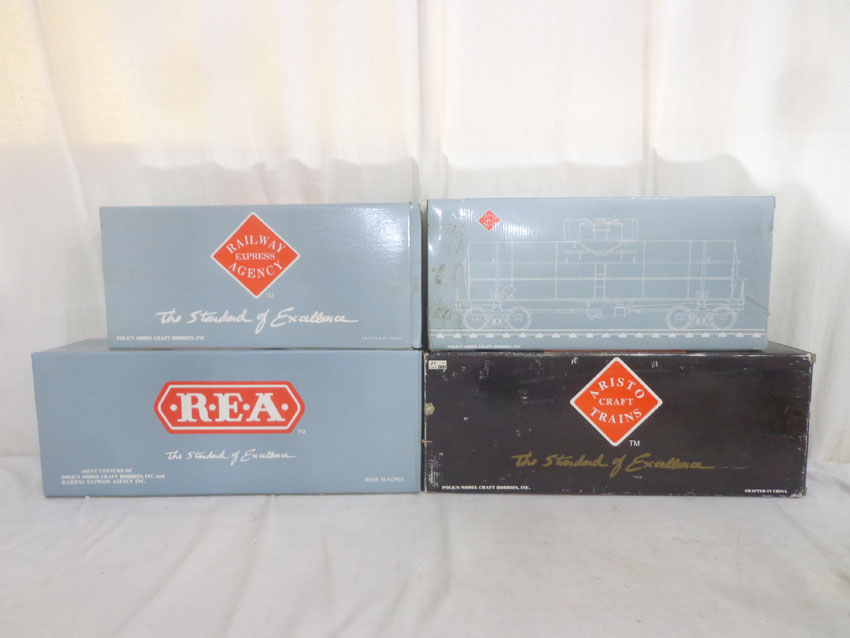 RAILWAY
EXPRESS
AGENCY
TM
The Standard of Excellence
POLK'S MODEL CRAFT HOBBIES, INC
R.E.A.
TM
The Standard of Excellence
JOINT VENTURE OF
POLK'S MODEL CRAFT HOBBIES, INC and
RAILWAY EXPRESS AGENCY INC.
MADE IN KOREA
ARISTO
CRAFT
TRAINS
TM
The Standard of Excellence
POLK'S MODEL CRAFT HOBBIES, INC.
CRAFTED IN CHINA